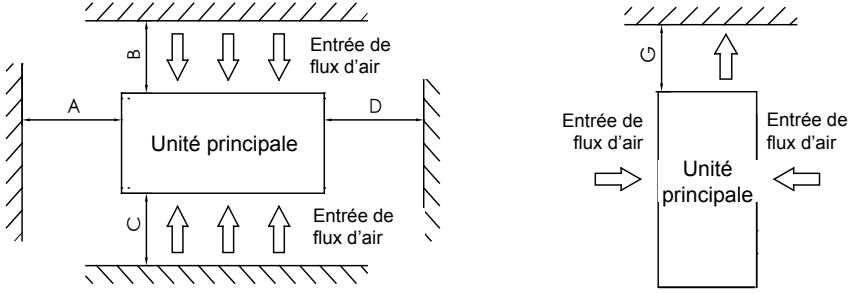 B
Entrée de
flux d'air
A
D
Unité principale
C
Entrée de
flux d'air
G
Entrée de
flux d'air
Entrée de
flux d'air
Unité
principale